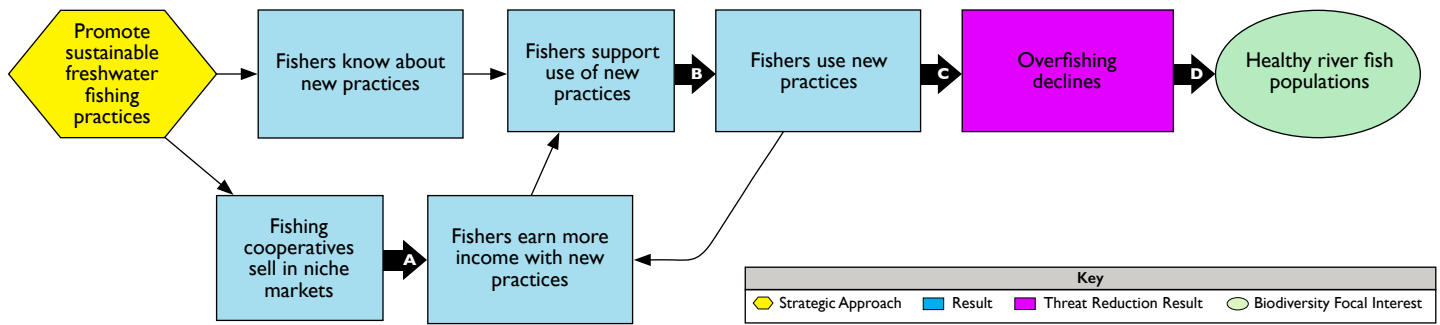 Promote
sustainable
freshwater
fishing
practices
Fishers know about
new practices
Fishers support
use of new
practices
B
Fishers use new
practices
C
Overfishing
declines
D
Healthy river fish
populations
Fishing
cooperatives
sell in niche
markets
A
Fishers earn more
income with new
practices
Key
Strategic Approach
Result
Threat Reduction Result
Biodiversity Focal Interest